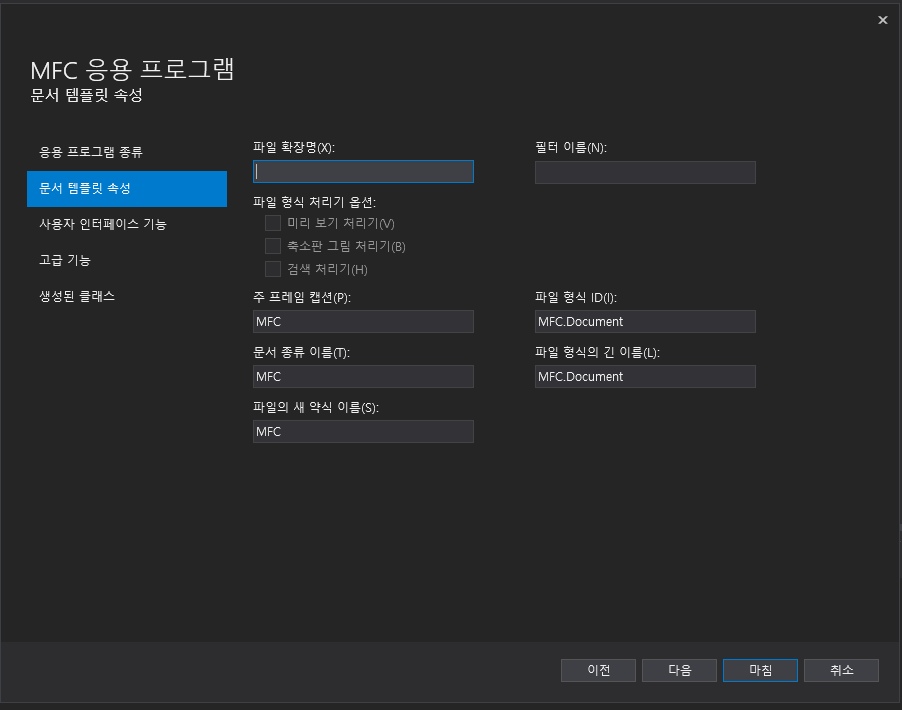 MFC 응용 프로그램
문서 템플릿 속성
응용 프로그램 종류
문서 템플릿 속성
사용자 인터페이스 기능
고급 기능
생성된 클래스
파일 확장명(X):
필터 이름(N):
파일 형식 처리기 옵션:
미리 보기 처리기(V)
축소판 그림 처리기(B)
검색 처리기(H)
주 프레임 캡션(P):
MFC
파일 형식 ID(I):
MFC.Document
문서 종류 이름(T):
MFC
파일 형식의 긴 이름(L):
MFC.Document
파일의 새 약식 이름(S):
MFC
이전
다음
마침
취소